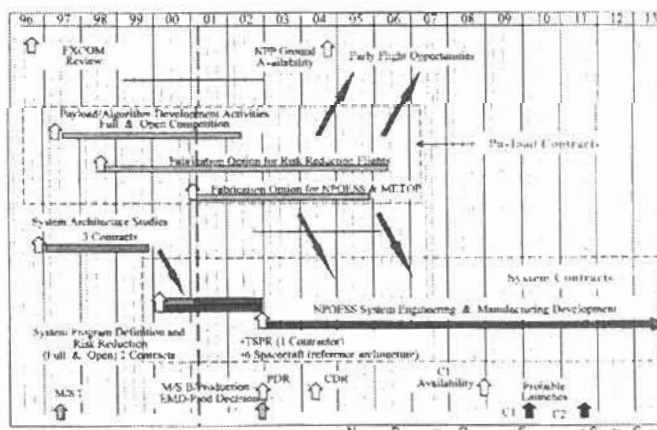 96 97 98 99 00 01 02 03 04 05 06 07 08 09 10 11 12 13
EXCOM
Review
NPP Ground
Availability
Early Flight Opportunities
Payload/Algorithm Development Activities
Full & Open Competition
Payload Contracts
Fabrication Option for Risk Reduction Flights
Fabrication Option for NPOESS & METOP
System Architecture Studies
3 Contracts
System Contracts
NPOESS System Engineering & Manufacturing Development
System Program Definition and
Risk Reduction
(Full & Open) 2 Contracts
•TSPR (1 Contractor)
•6 Spacecraft (reference architecture)
M/S I
M/S B/Production
EMD-Prod Decision
PDR
CDR
C1
Availability
Probable
Launches
C1
C2